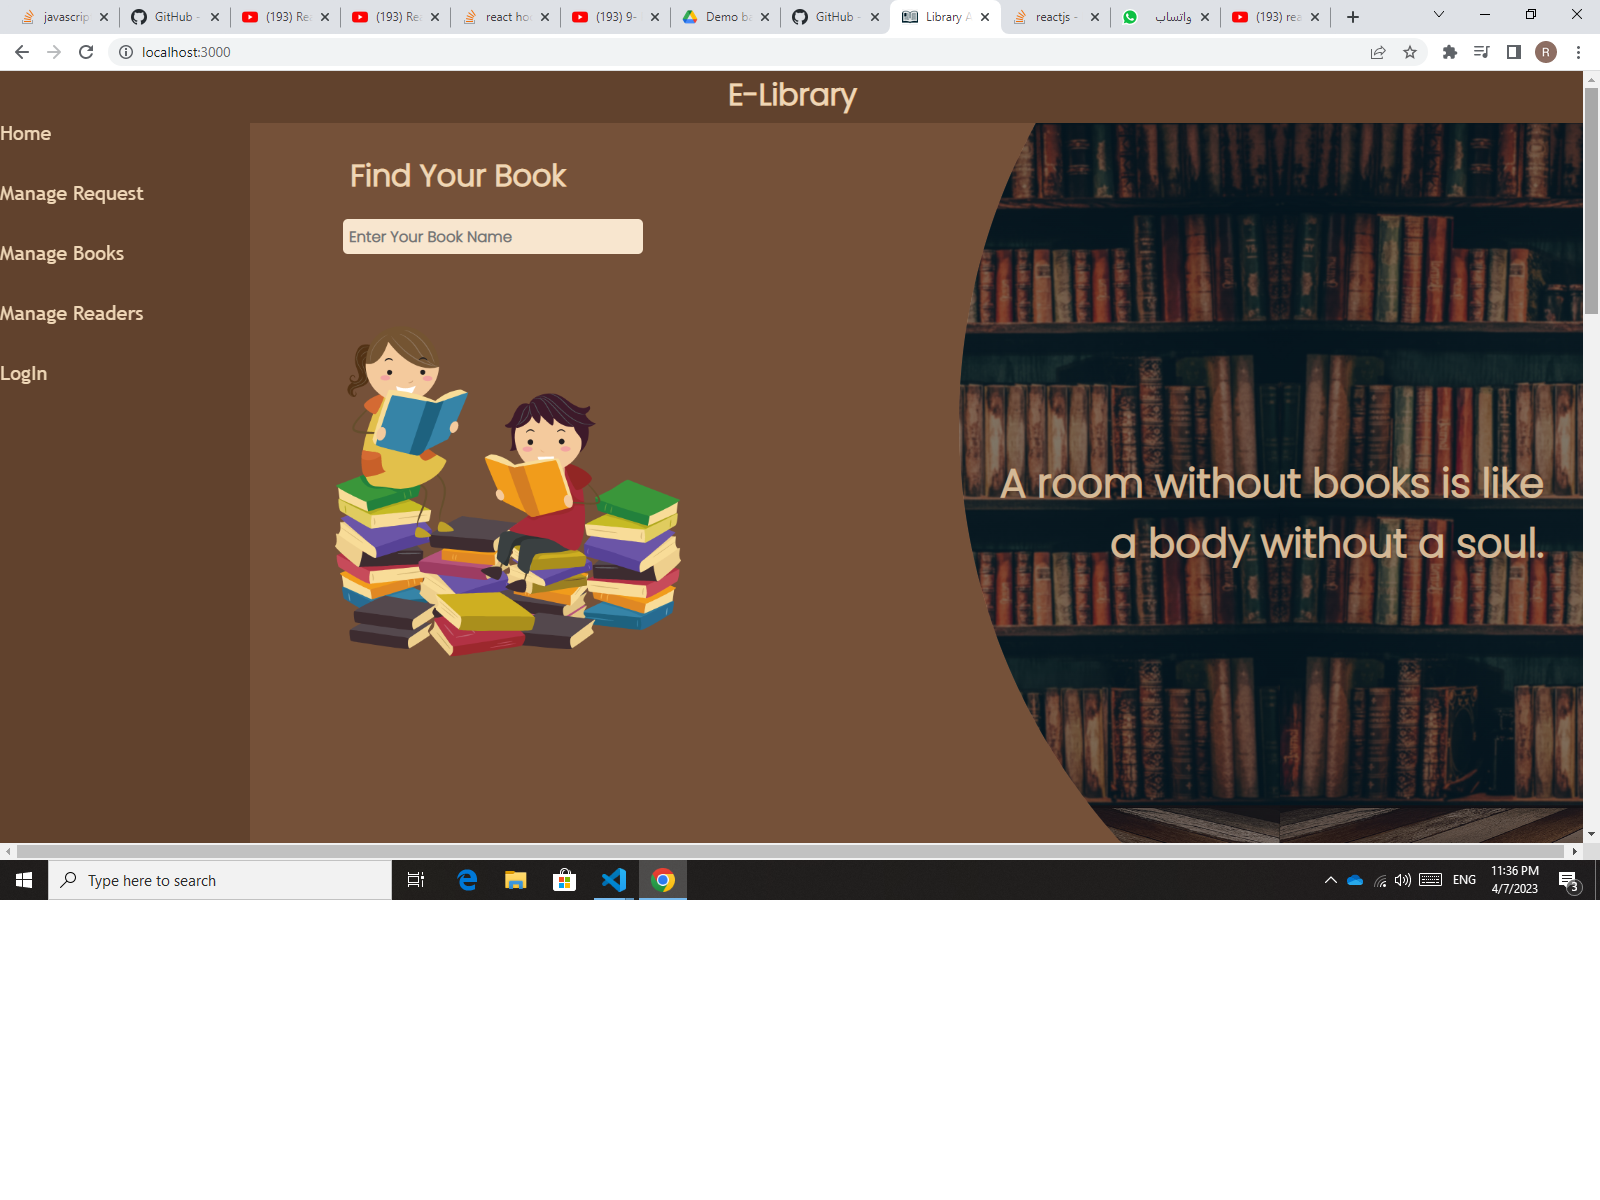 javascrip
GitHub -
(193) Re
(193) Re
react ho
(193) 9-
Demo b
GitHub -
Library A
reactjs -
واتساب
(193) rea
localhost:3000
R
E-Library
Home
Manage Request
Manage Books
Manage Readers
LogIn
Find Your Book
Enter Your Book Name
A room without books is like
a body without a soul.
Type here to search
ENG
11:36 PM
4/7/2023
3